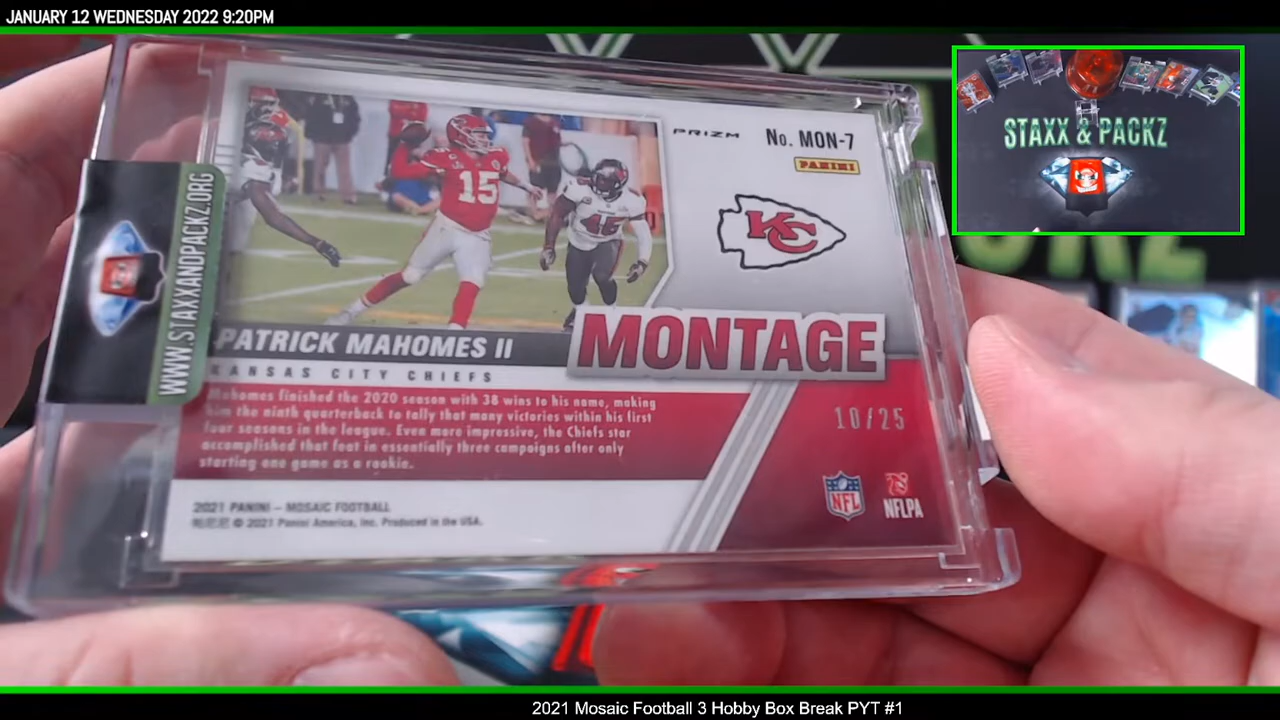 JANUARY 12 WEDNESDAY 2022 9:20PM
STAXX & PACKZ
PRIZM
No. MON-7
PANINI
KC
15
45
WWW.STAXXANDPACKZ.ORG
PATRICK MAHOMES II
MONTAGE
KANSAS CITY CHIEFS
Mahomes finished the 2020 season with 38 wins to his name, making
him the ninth quarterback to tally that many victories within his first
four seasons in the league. Even more impressive, the Chiefs star
accomplished that feat in essentially three campaigns after only
starting one game as a rookie.
10/25
NFL
NFLPA
2021 PANINI – MOSAIC FOOTBALL
© 2021 Panini America, Inc. Produced in the USA.
2021 Mosaic Football 3 Hobby Box Break PYT #1